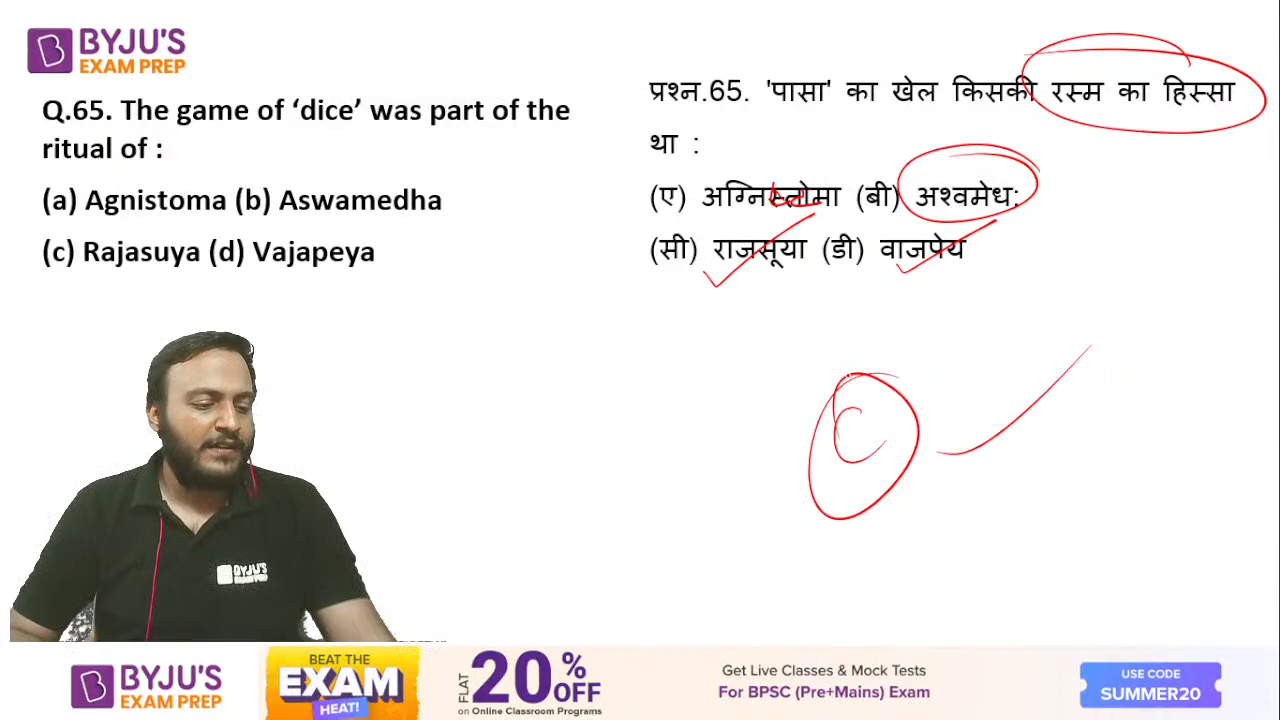 BYJU'S
EXAM PREP
Q.65. The game of ‘dice’ was part of the
ritual of :
(a) Agnistoma (b) Aswamedha
(c) Rajasuya (d) Vajapeya
प्रश्न.65. 'पासा' का खेल किसकी रस्म का हिस्सा
था :
(ए) अग्निस्तोमा (बी) अश्वमेध;
(सी) राजसूया (डी) वाजपेय
C
BYJU'S
BYJU'S
EXAM PREP
BEAT THE
EXAM
HEAT!
FLAT 20% OFF
on Online Classroom Programs
Get Live Classes & Mock Tests
For BPSC (Pre+Mains) Exam
USE CODE
SUMMER20